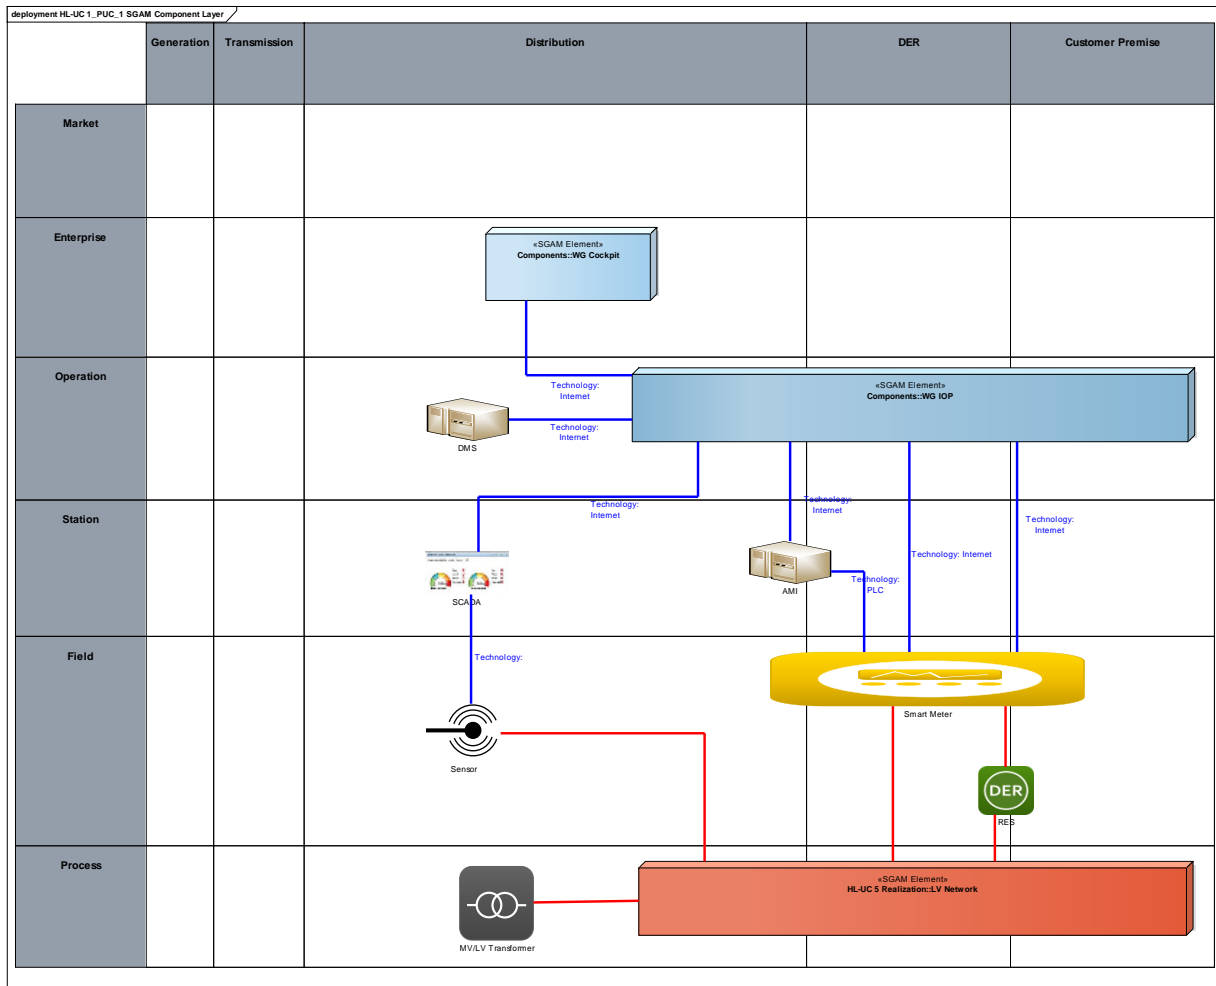 deployment HL-UC 1_PUC_1 SGAM Component Layer
Generation
Transmission
Distribution
DER
Customer Premise
Market
Enterprise
«SGAM Element»
Components::WG Cockpit
Operation
Technology:
Internet
«SGAM Element»
Components::WG IOP
Technology:
Internet
DMS
Station
Technology:
Internet
Technology:
Internet
Technology:
Internet
Technology: Internet
SCADA
AMI
Technology:
PLC
Field
Technology:
Smart Meter
Sensor
DER
RES
Process
«SGAM Element»
HL-UC 5 Realization::LV Network
MV/LV Transformer